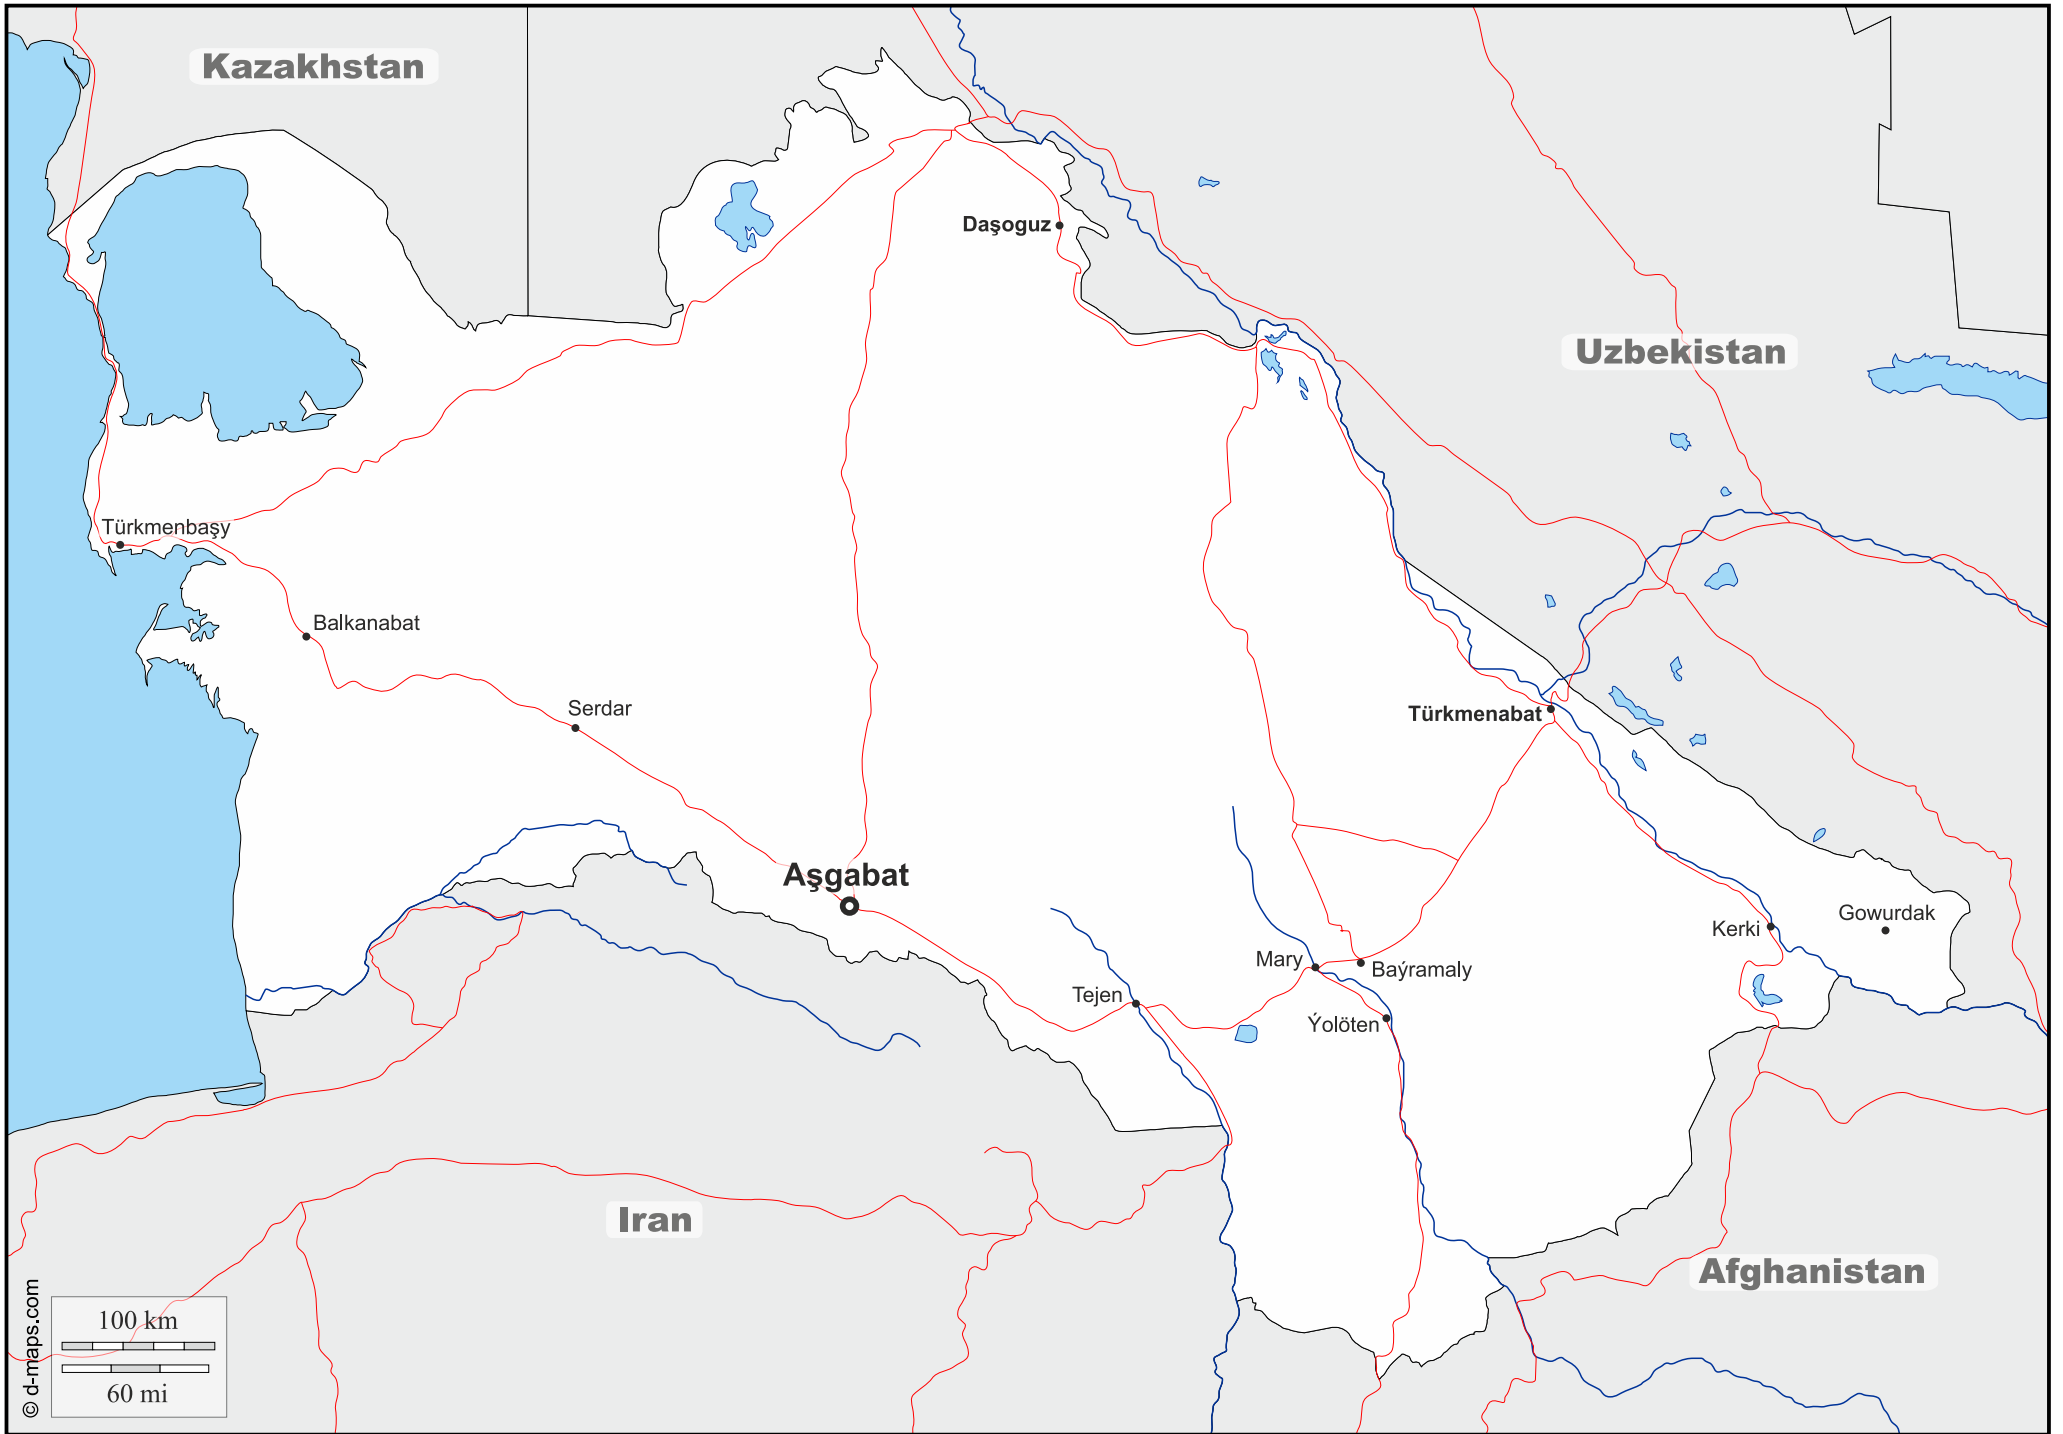 Kazakhstan
Daşoguz
Uzbekistan
Türkmenbaşy
Balkanabat
Serdar
Türkmenabat
Aşgabat
Gowurdak
Kerki
Mary
Baýramaly
Tejen
Ýolöten
Iran
Afghanistan
© d-maps.com
100 km
60 mi